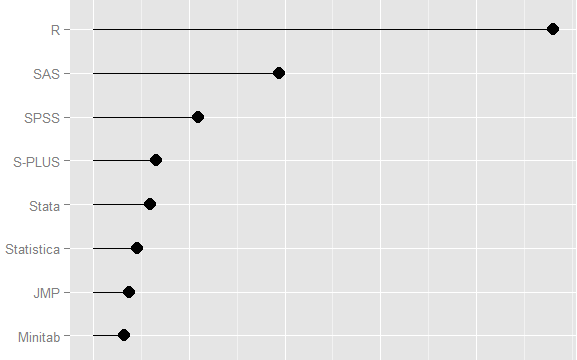 R
SAS
SPSS
S-PLUS
Stata
Statistica
JMP
Minitab